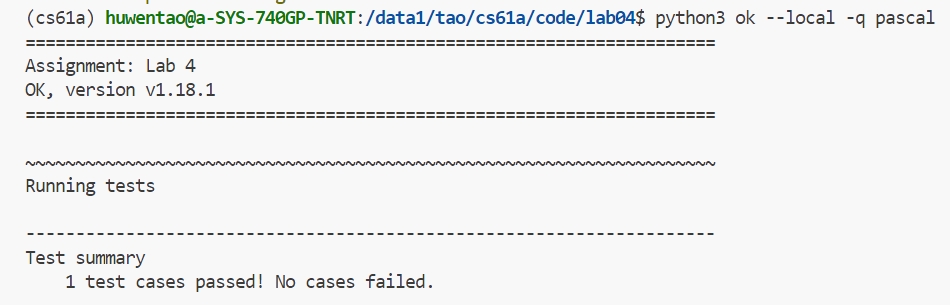 (cs61a) huwentao@a-SYS-740GP-TNRT:/data1/tao/cs61a/code/lab04$ python3 ok --local -q pascal
=====================================================================
Assignment: Lab 4
OK, version v1.18.1
=====================================================================
~~~~~~~~~~~~~~~~~~~~~~~~~~~~~~~~~~~~~~~~~~~~~~~~~~~~~~~~~~~~~~~~~~~~~
Running tests
---------------------------------------------------------------------
Test summary
    1 test cases passed! No cases failed.